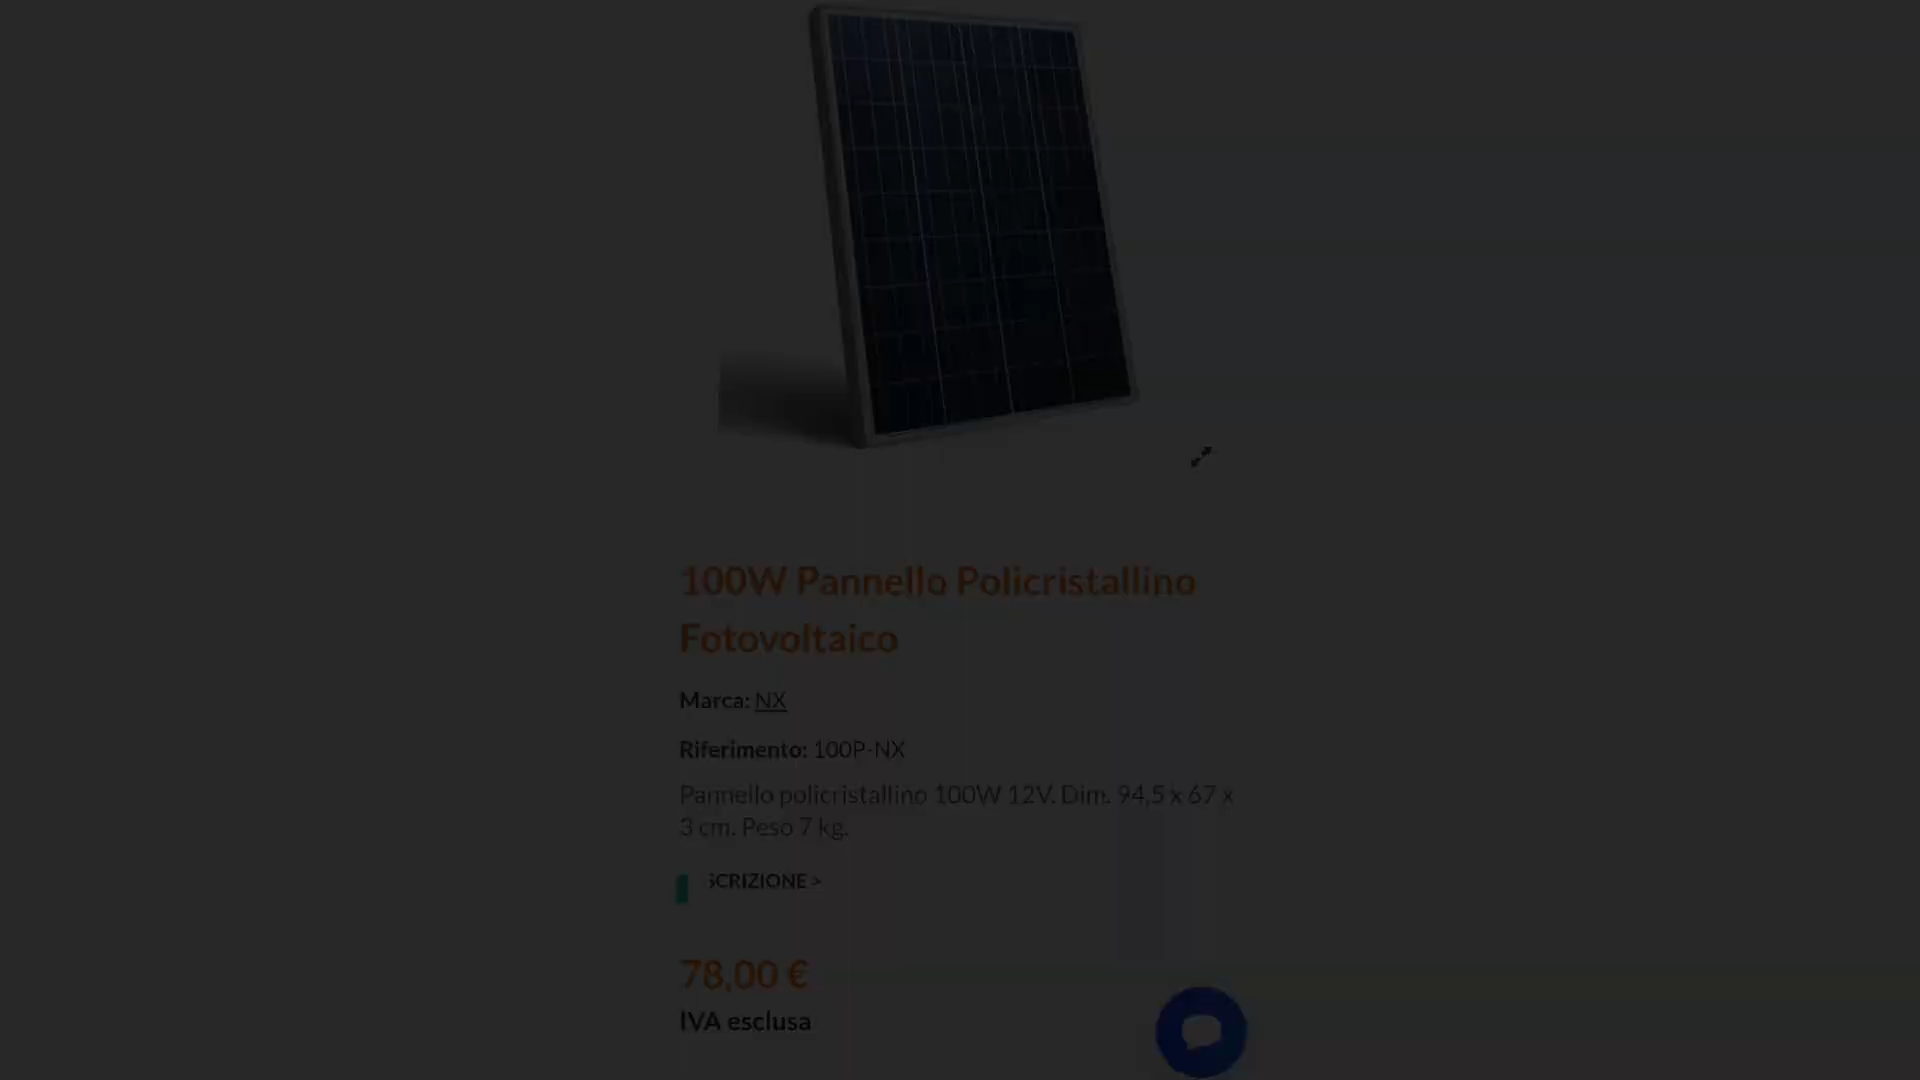 100W Pannello Policristallino
Fotovoltaico
Marca: NX
Riferimento: 100P-NX
Pannello policristallino 100W 12V. Dim. 94,5 x 67 x
3 cm. Peso 7 kg.
SCRIZIONE >
78,00 €
IVA esclusa